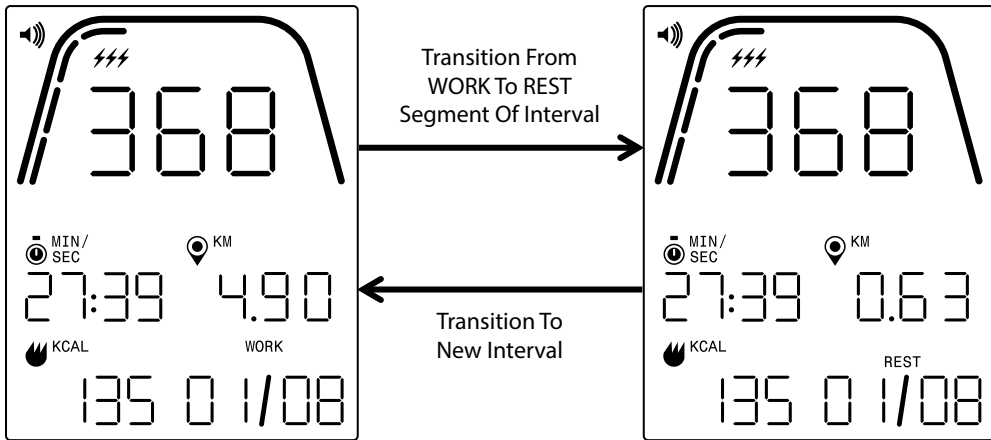 368
MIN/
SEC
KM
27:39
4.90
KCAL
WORK
135
01/08
Transition From
WORK To REST
Segment Of Interval
Transition To
New Interval
368
MIN/
SEC
KM
27:39
0.63
KCAL
REST
135
01/08